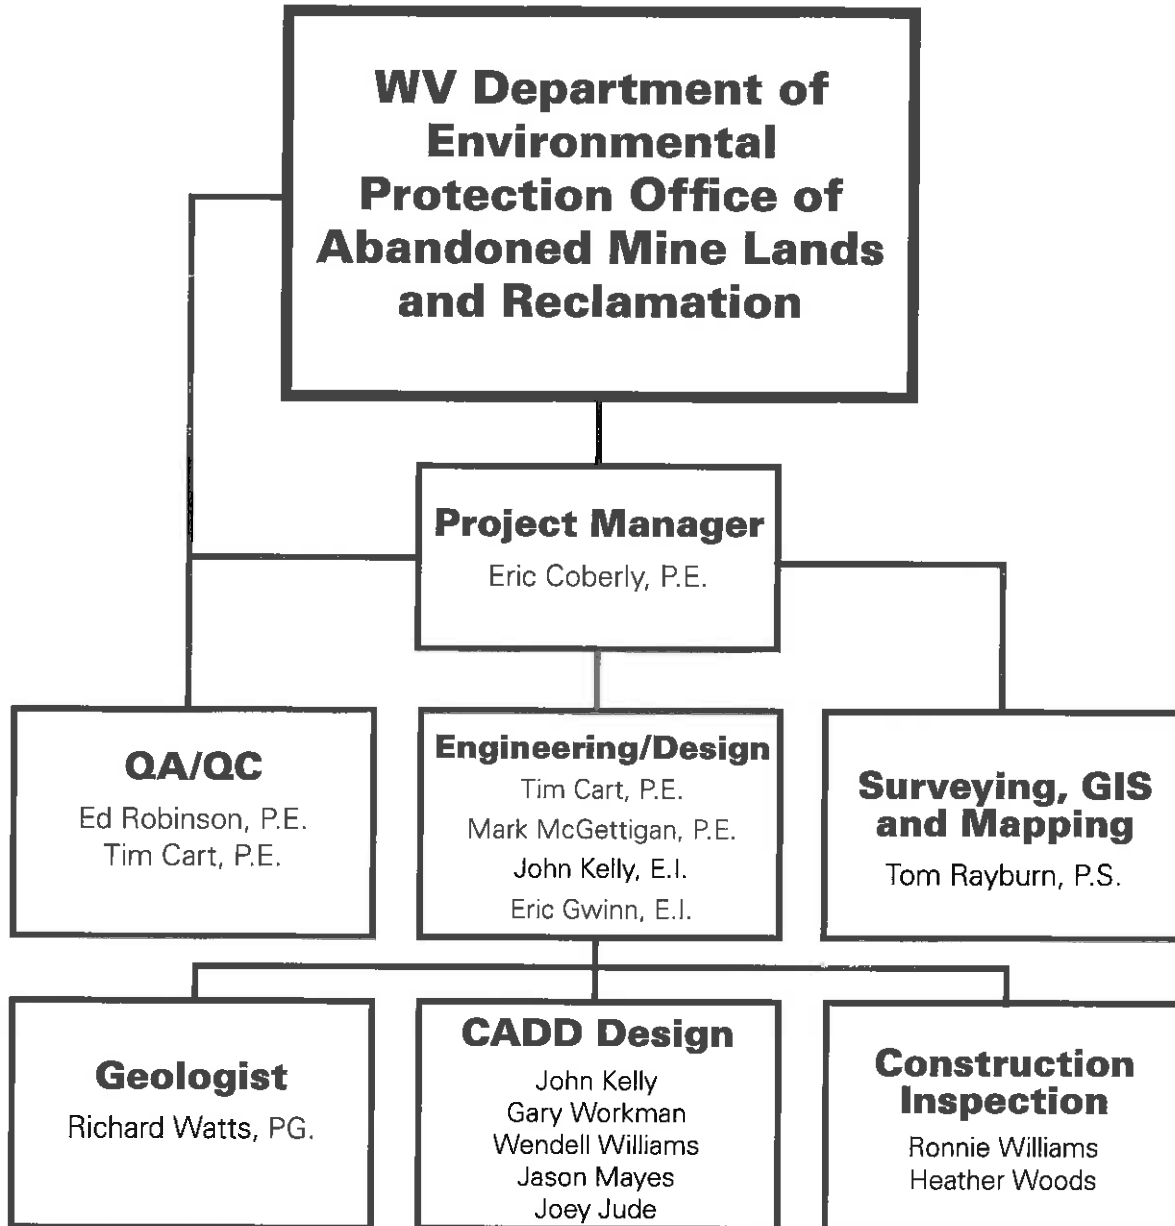 WV Department of
Environmental
Protection Office of
Abandoned Mine Lands
and Reclamation
Project Manager
Eric Coberly, P.E.
QA/QC
Ed Robinson, P.E.
Tim Cart, P.E.
Engineering/Design
Tim Cart, P.E.
Mark McGettigan, P.E.
John Kelly, E.I.
Eric Gwinn, E.I.
Surveying, GIS
and Mapping
Tom Rayburn, P.S.
Geologist
Richard Watts, PG.
CADD Design
John Kelly
Gary Workman
Wendell Williams
Jason Mayes
Joey Jude
Construction
Inspection
Ronnie Williams
Heather Woods